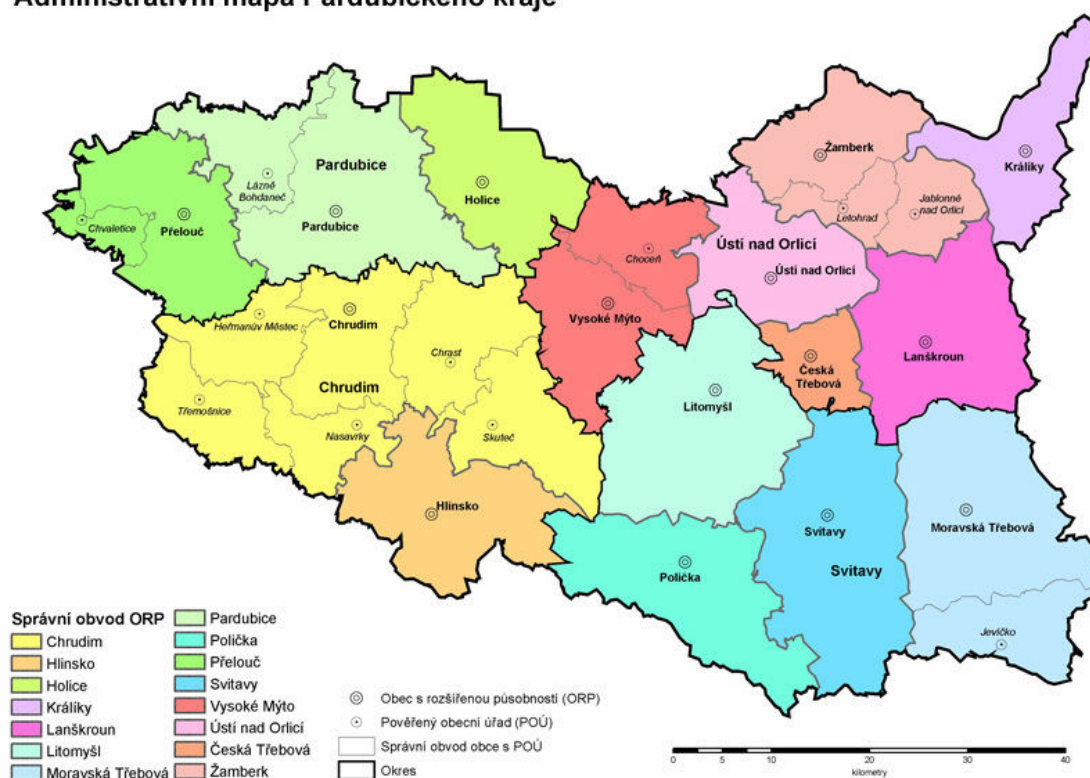 Administrativní mapa Pardubického kraje
Žamberk
Králíky
Pardubice
Lázně
Bohdaneč
Holice
Letohrad
Jablonné
nad Orlicí
Chvaletice
Přelouč
Pardubice
Choceň
Ústí nad Orlicí
Ústí nad Orlicí
Heřmanův Městec
Chrudim
Vysoké Mýto
Lanškroun
Chrast
Česká
Třebová
Chrudim
Třemošnice
Litomyšl
Nasavrky
Skuteč
Hlinsko
Svitavy
Moravská Třebová
Svitavy
Polička
Jevíčko
Správní obvod ORP
Chrudim
Hlinsko
Holice
Králíky
Lanškroun
Litomyšl
Moravská Třebová
Pardubice
Polička
Přelouč
Svitavy
Vysoké Mýto
Ústí nad Orlicí
Česká Třebová
Žamberk
Obec s rozšířenou působností (ORP)
Pověřený obecní úřad (POÚ)
Správní obvod obce s POÚ
Okres
0 10 20 30 40
kilometry